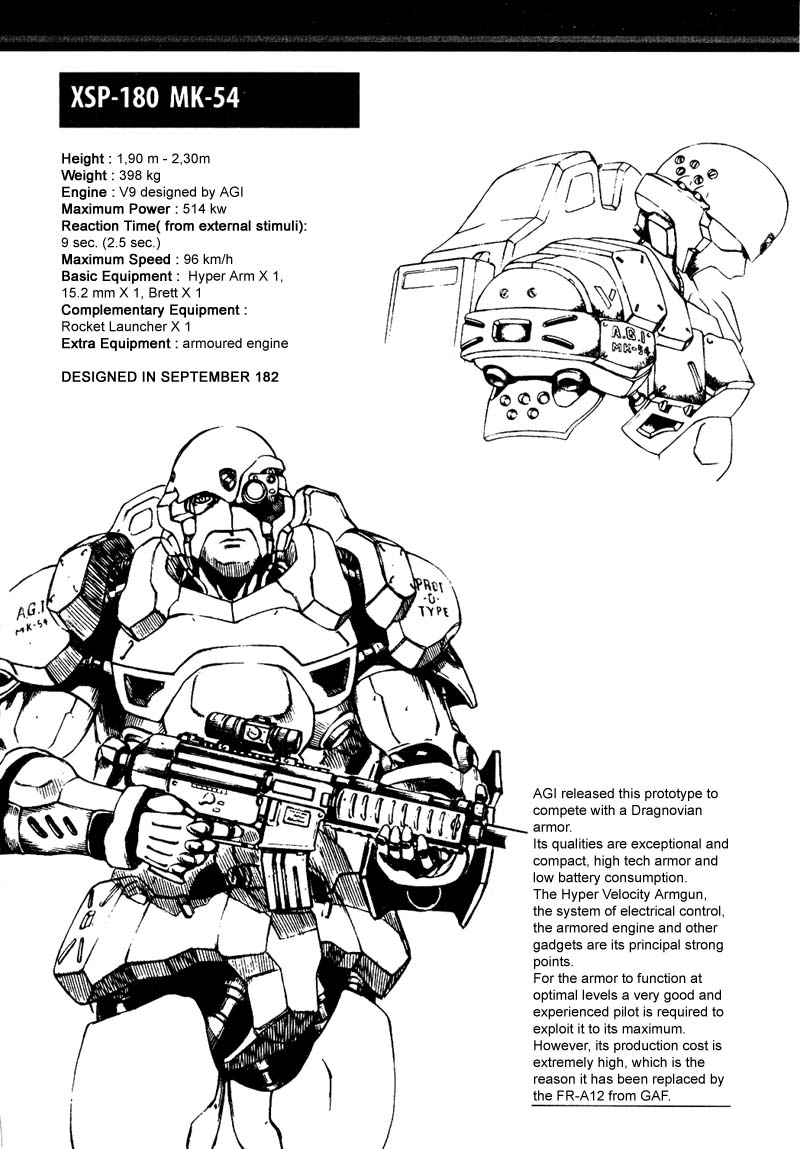 XSP-180 MK-54
Height : 1,90 m - 2,30m
Weight : 398 kg
Engine : V9 designed by AGI
Maximum Power : 514 kw
Reaction Time( from external stimuli):
9 sec. (2.5 sec.)
Maximum Speed : 96 km/h
Basic Equipment : Hyper Arm X 1,
15.2 mm X 1, Brett X 1
Complementary Equipment :
Rocket Launcher X 1
Extra Equipment : armoured engine
DESIGNED IN SEPTEMBER 182
A.G.I
MK-54
A.G.I
MK-54
PROT
-O-
TYPE
AGI released this prototype to
compete with a Dragnovian
armor.
Its qualities are exceptional and
compact, high tech armor and
low battery consumption.
The Hyper Velocity Armgun,
the system of electrical control,
the armored engine and other
gadgets are its principal strong
points.
For the armor to function at
optimal levels a very good and
experienced pilot is required to
exploit it to its maximum.
However, its production cost is
extremely high, which is the
reason it has been replaced by
the FR-A12 from GAF.